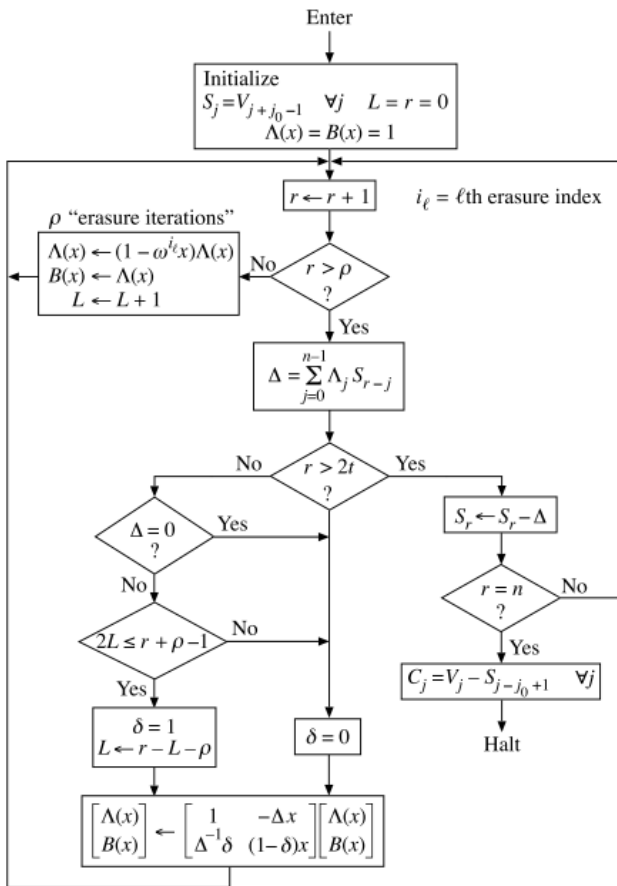 Enter
Initialize
S_j = V_{j + j_0 –1} ∀j L = r = 0
Λ(x) = B(x) = 1
r ← r + 1
i_ℓ = ℓth erasure index
ρ “erasure iterations”
Λ(x) ← (1 – ω^{i_ℓ}x)Λ(x)
B(x) ← Λ(x)
L ← L + 1
No
r > ρ
?
Yes
Δ = Σ_{j=0}^{n–1} Λ_j S_{r – j}
No
r > 2t
?
Yes
Δ = 0
?
Yes
No
S_r ← S_r – Δ
r = n
?
No
Yes
2L ≤ r + ρ –1
No
Yes
C_j = V_j – S_{j – j_0 +1} ∀j
Halt
δ = 1
L ← r – L – ρ
δ = 0
[Λ(x)] ← [1 –Δx] [Λ(x)]
[B(x)] [Δ^{–1}δ (1–δ)x] [B(x)]